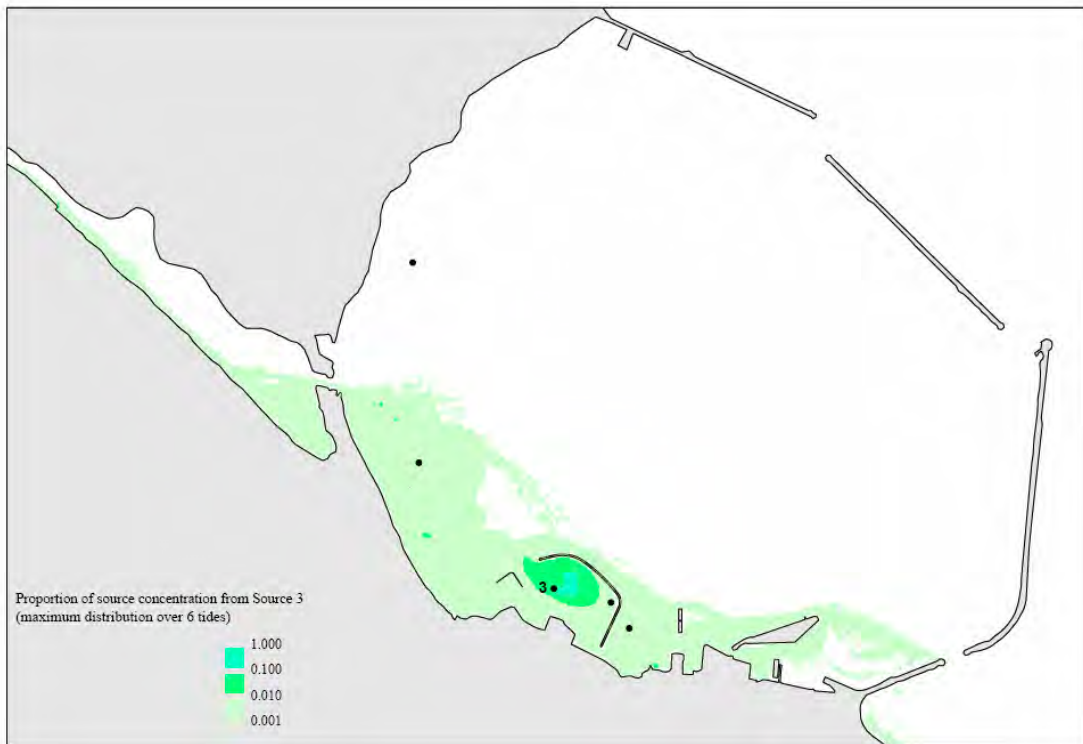 3
Proportion of source concentration from Source 3
(maximum distribution over 6 tides)
1.000
0.100
0.010
0.001